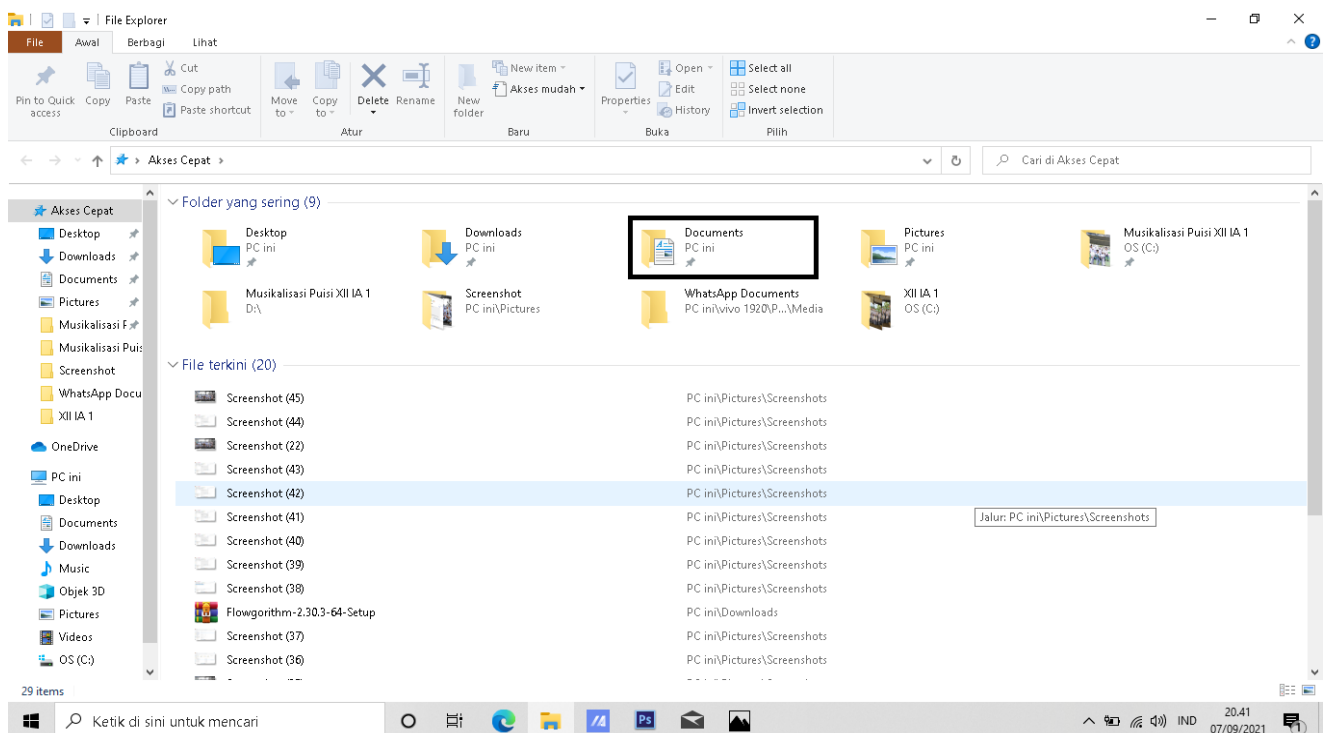 File Explorer
File Awal Berbagi Lihat
Pin to Quick access
Copy
Paste
Cut
Copy path
Paste shortcut
Clipboard
Move to
Copy to
Delete
Rename
Atur
New folder
New item
Akses mudah
Baru
Properties
Open
Edit
History
Buka
Select all
Select none
Invert selection
Pilih
Akses Cepat
Cari di Akses Cepat
Akses Cepat
Desktop
Downloads
Documents
Pictures
Musikalisasi F
Musikalisasi Puis
Screenshot
WhatsApp Docu
XII IA 1
OneDrive
PC ini
Desktop
Documents
Downloads
Music
Objek 3D
Pictures
Videos
OS (C:)
Folder yang sering (9)
Desktop
PC ini
Downloads
PC ini
Documents
PC ini
Pictures
PC ini
Musikalisasi Puisi XII IA 1
OS (C:)
Musikalisasi Puisi XII IA 1
D:\
Screenshot
PC ini\Pictures
WhatsApp Documents
PC ini\vivo 1920\P...\Media
XII IA 1
OS (C:)
File terkini (20)
Screenshot (45) PC ini\Pictures\Screenshots
Screenshot (44) PC ini\Pictures\Screenshots
Screenshot (22) PC ini\Pictures\Screenshots
Screenshot (43) PC ini\Pictures\Screenshots
Screenshot (42) PC ini\Pictures\Screenshots
Screenshot (41) PC ini\Pictures\Screenshots
Jalur: PC ini\Pictures\Screenshots
Screenshot (40) PC ini\Pictures\Screenshots
Screenshot (39) PC ini\Pictures\Screenshots
Screenshot (38) PC ini\Pictures\Screenshots
Flowgorithm-2.30.3-64-Setup PC ini\Downloads
Screenshot (37) PC ini\Pictures\Screenshots
Screenshot (36) PC ini\Pictures\Screenshots
29 items
Ketik di sini untuk mencari
Ps
IND
20.41
07/09/2021
1